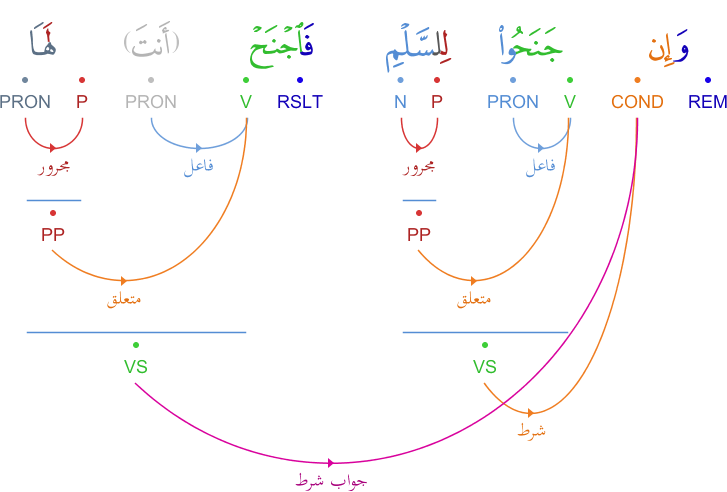 وَإِن جَنَحُوا۟ لِلسَّلْمِ فَٱجْنَحْ (أَنتَ) لَهَا
REM COND V PRON P N RSLT V PRON P PRON
فاعل مجرور فاعل مجرور
PP PP
متعلق متعلق
VS VS
شرط
جواب شرط